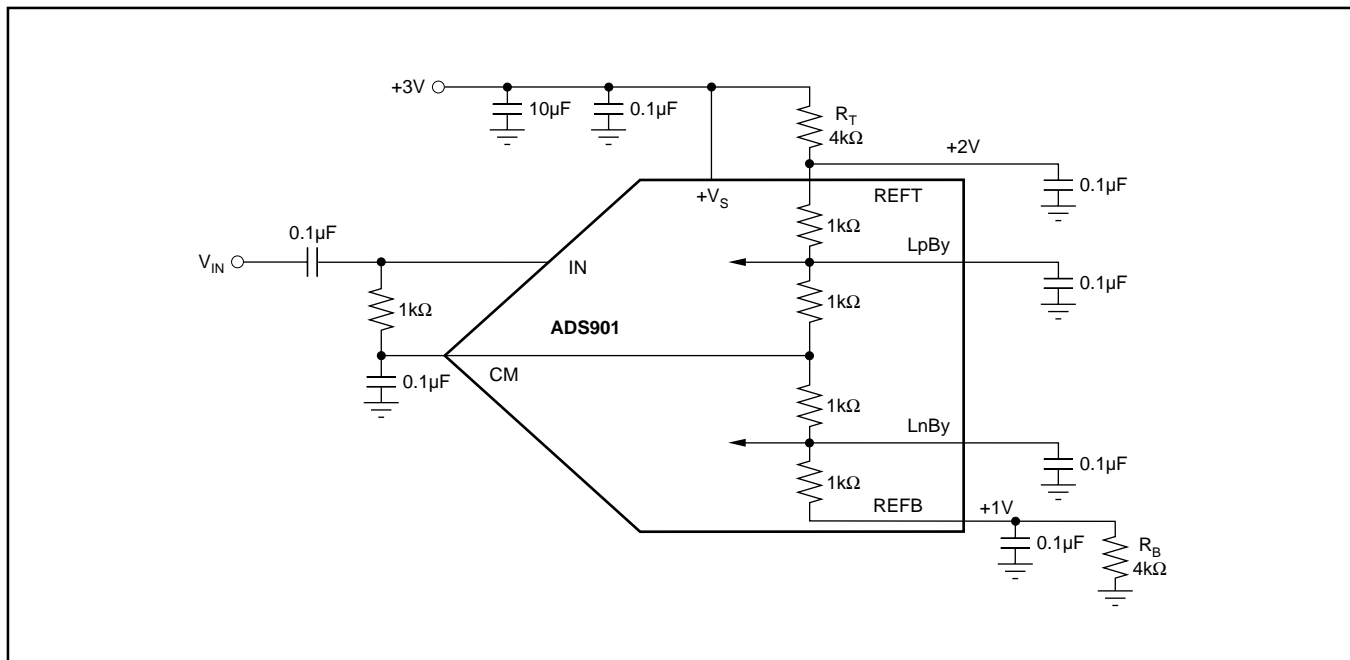 +3V
10µF
0.1µF
R_T
4kΩ
+2V
0.1µF
+V_S
REFT
1kΩ
0.1µF
LpBy
V_IN
IN
0.1µF
1kΩ
1kΩ
ADS901
CM
0.1µF
1kΩ
LnBy
0.1µF
1kΩ
REFB
+1V
0.1µF
R_B
4kΩ